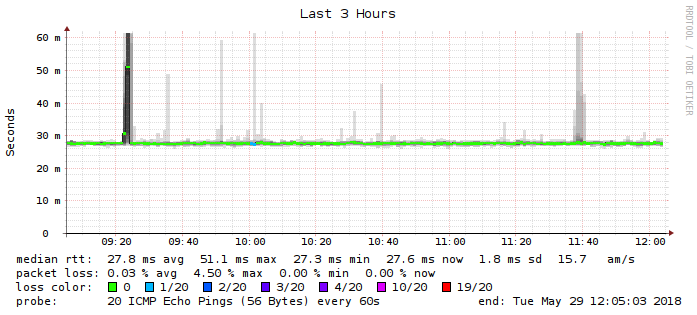 Last 3 Hours
RRDTOOL / TOBI OETIKER
Seconds
60 m
50 m
40 m
30 m
20 m
10 m
0
09:20 09:40 10:00 10:20 10:40 11:00 11:20 11:40 12:00
median rtt: 27.8 ms avg 51.1 ms max 27.3 ms min 27.6 ms now 1.8 ms sd 15.7 am/s
packet loss: 0.03 % avg 4.50 % max 0.00 % min 0.00 % now
loss color: 0 1/20 2/20 3/20 4/20 10/20 19/20
probe: 20 ICMP Echo Pings (56 Bytes) every 60s end: Tue May 29 12:05:03 2018